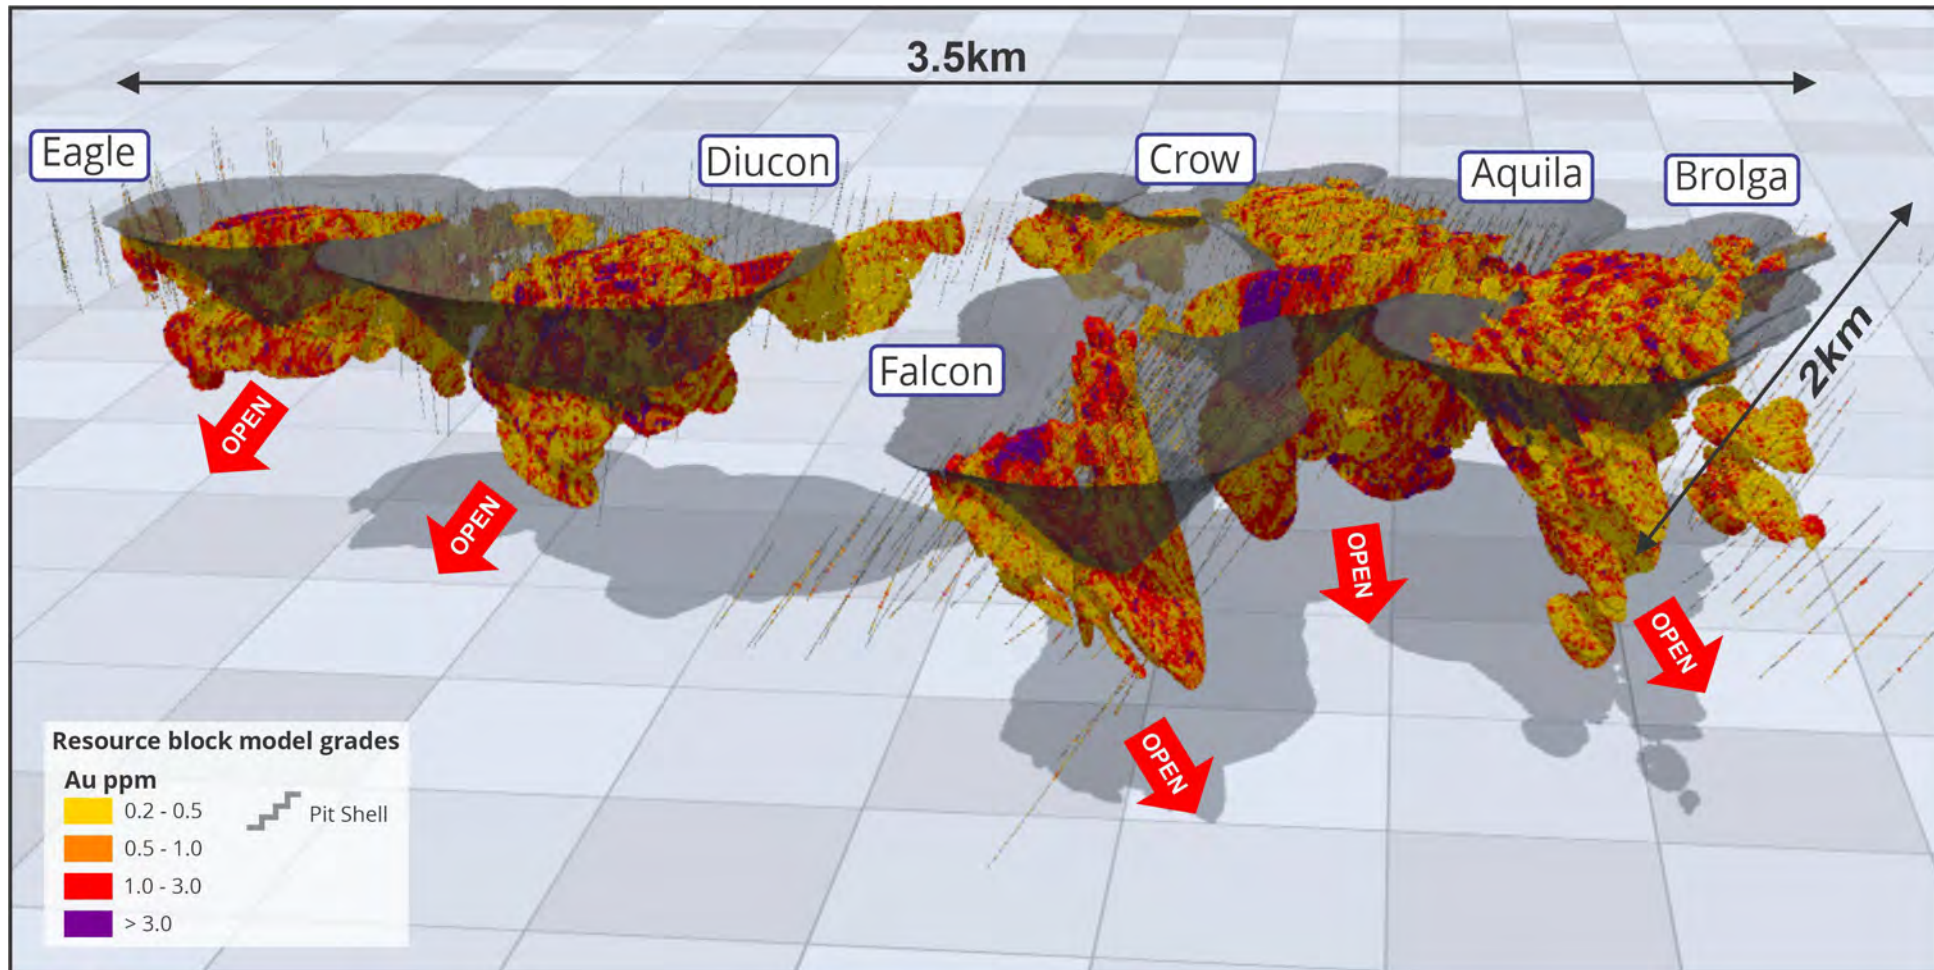 3.5km
Eagle
Diucon
Crow
Aquila
Brolga
2km
Falcon
OPEN
OPEN
OPEN
OPEN
OPEN
Resource block model grades
Au ppm
0.2 - 0.5
0.5 - 1.0
1.0 - 3.0
> 3.0
Pit Shell